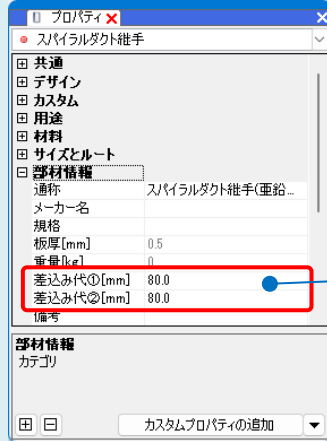 プロパティ
スパイラルダクト継手
共通
デザイン
カスタム
用途
材料
サイズとルート
部材情報
通称 スパイラルダクト継手(亜鉛...
メーカー名
規格
板厚[mm] 0.5
重量[kg] 0
差込み代①[mm] 80.0
差込み代②[mm] 80.0
備考
部材情報
カテゴリ
カスタムプロパティの追加